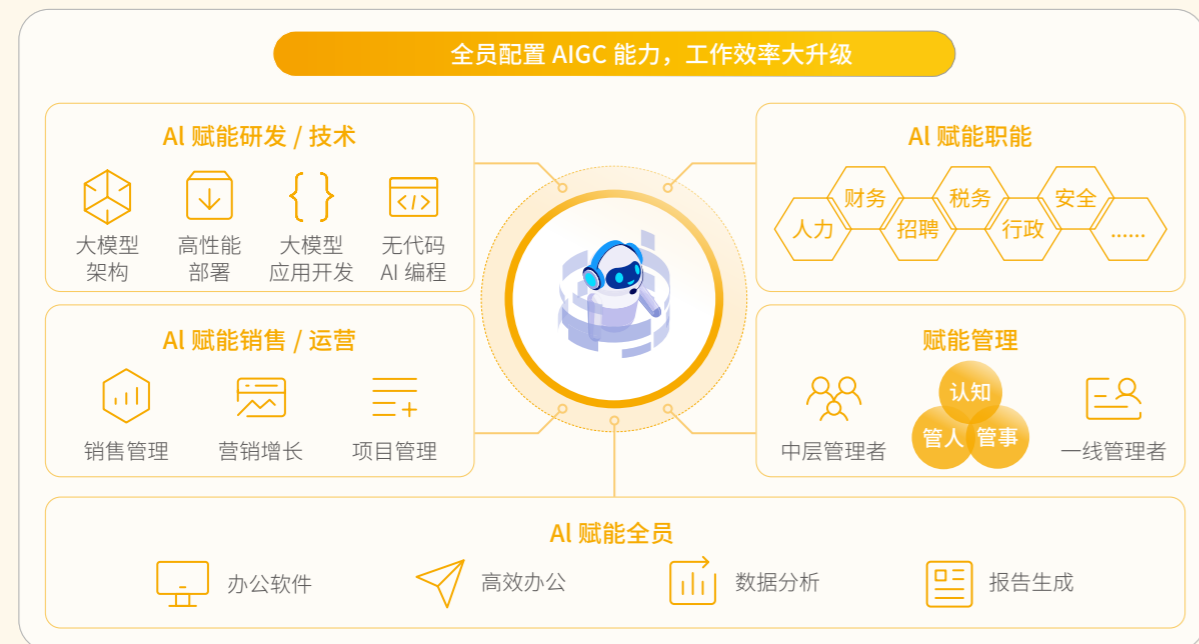 全员配置 AIGC 能力，工作效率大升级
AI 赋能研发 / 技术
大模型
架构
高性能
部署
大模型
应用开发
无代码
AI 编程
AI 赋能职能
人力
财务
招聘
税务
行政
安全
……
AI 赋能销售 / 运营
销售管理
营销增长
项目管理
赋能管理
中层管理者
认知
管人
管事
一线管理者
AI 赋能全员
办公软件
高效办公
数据分析
报告生成